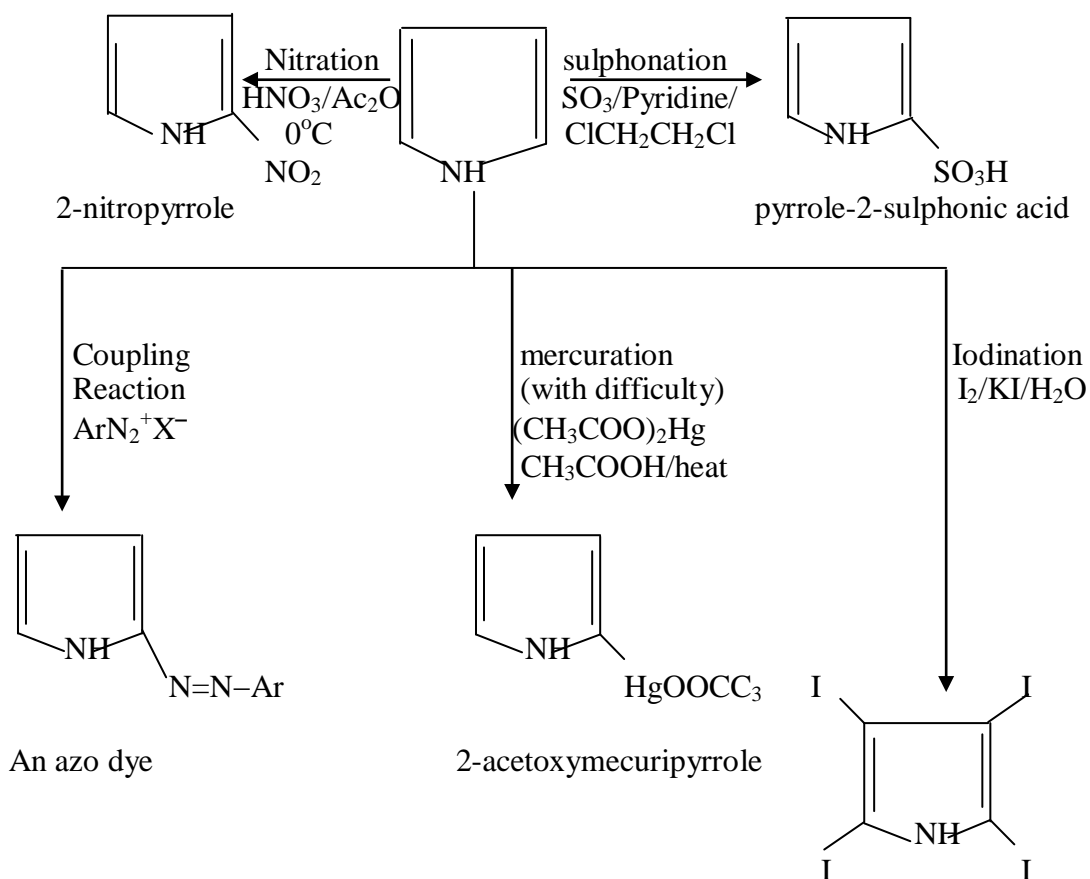 Nitration
HNO₃/Ac₂O
0°C
NH
NO₂
2-nitropyrrole
NH
sulphonation
SO₃/Pyridine/
ClCH₂CH₂Cl
NH
SO₃H
pyrrole-2-sulphonic acid
Coupling
Reaction
ArN₂⁺X⁻
mercuration
(with difficulty)
(CH₃COO)₂Hg
CH₃COOH/heat
Iodination
I₂/KI/H₂O
NH
N=N−Ar
An azo dye
NH
HgOOCC₃
2-acetoxymecuripyrrole
I I
NH
I I